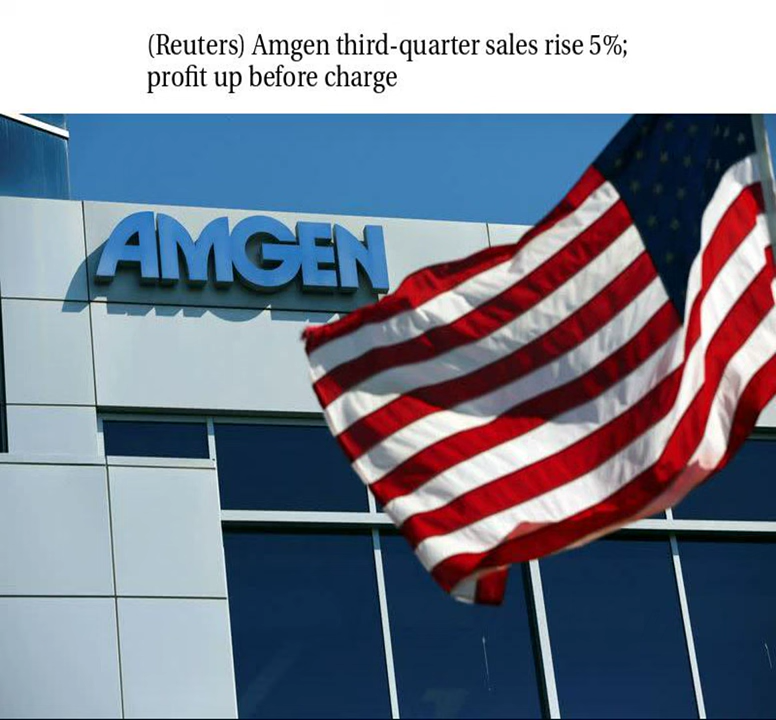 (Reuters) Amgen third-quarter sales rise 5%;
profit up before charge
AMGEN